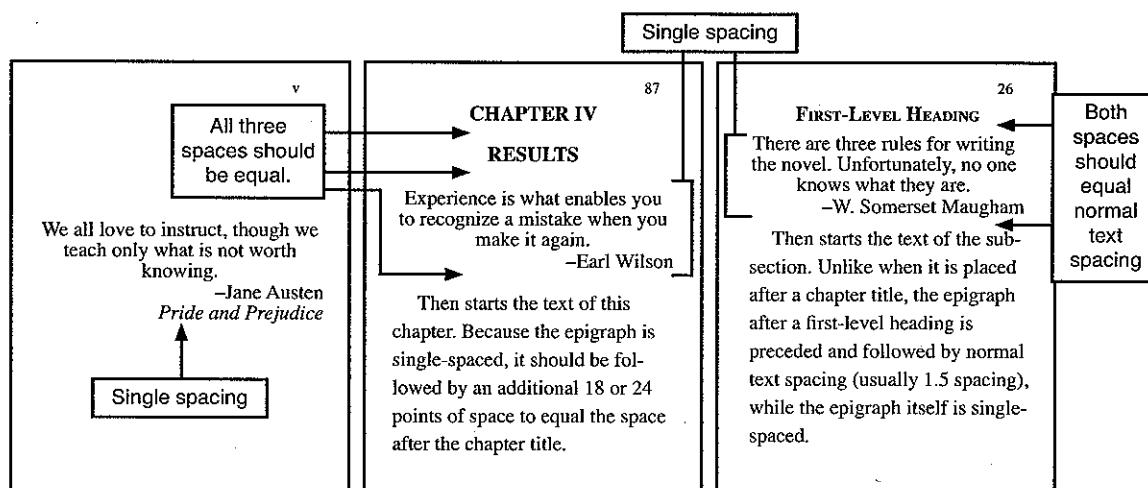 Single spacing
v
All three
spaces should
be equal.
We all love to instruct, though we
teach only what is not worth
knowing.
–Jane Austen
Pride and Prejudice
Single spacing
87
CHAPTER IV
RESULTS
Experience is what enables you
to recognize a mistake when you
make it again.
–Earl Wilson
Then starts the text of this
chapter. Because the epigraph is
single-spaced, it should be fol-
lowed by an additional 18 or 24
points of space to equal the space
after the chapter title.
26
FIRST-LEVEL HEADING
There are three rules for writing
the novel. Unfortunately, no one
knows what they are.
–W. Somerset Maugham
Then starts the text of the sub-
section. Unlike when it is placed
after a chapter title, the epigraph
after a first-level heading is
preceded and followed by normal
text spacing (usually 1.5 spacing),
while the epigraph itself is single-
spaced.
Both
spaces
should
equal
normal
text
spacing